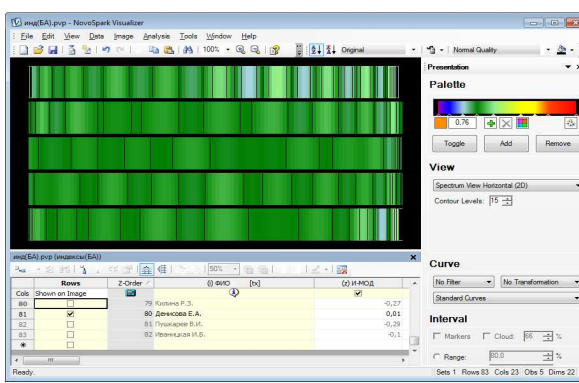 инд(БА).pvp - NovoSpark Visualizer
File Edit View Data Image Analysis Tools Window Help
100% Original Normal Quality
Presentation
Palette
0.76
Toggle Add Remove
View
Spectrum View Horizontal (2D)
Contour Levels: 15
инд(БА).pvp (индексы(БА))
50%
Rows Z-Order (i) ФИО [tx] (z) И-МОД
Cols Shown on Image
80 79 Килина Р.З. -0,27
81 80 Денисова Е.А. 0,01
82 81 Пушкарев В.И. -0,29
83 82 Иваницкая И.Б. -0,1
Curve
No Filter No Transformation
Standard Curves
Interval
Markers Cloud: 66 %
Range: 80,0 %
Ready. Sets 1 Rows 83 Cols 23 Obs 5 Dims 22